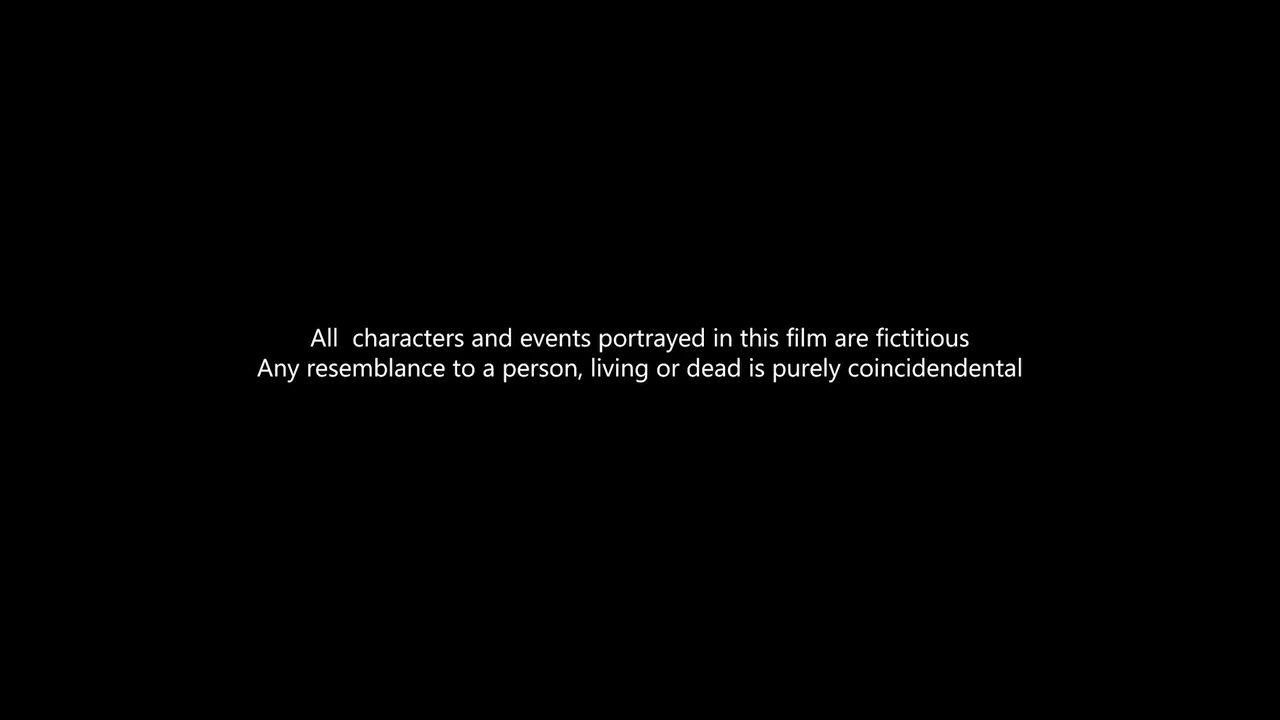 All  characters and events portrayed in this film are fictitious
Any resemblance to a person, living or dead is purely coincidendental